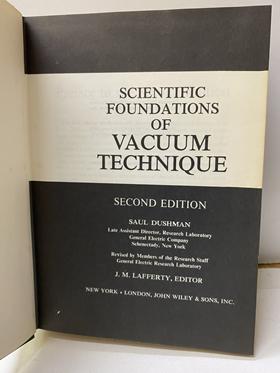 SCIENTIFIC
FOUNDATIONS
OF
VACUUM
TECHNIQUE
SECOND EDITION
SAUL DUSHMAN
Late Assistant Director, Research Laboratory
General Electric Company
Schenectady, New York
Revised by Members of the Research Staff
General Electric Research Laboratory
J. M. LAFFERTY, EDITOR
NEW YORK • LONDON, JOHN WILEY & SONS, INC.